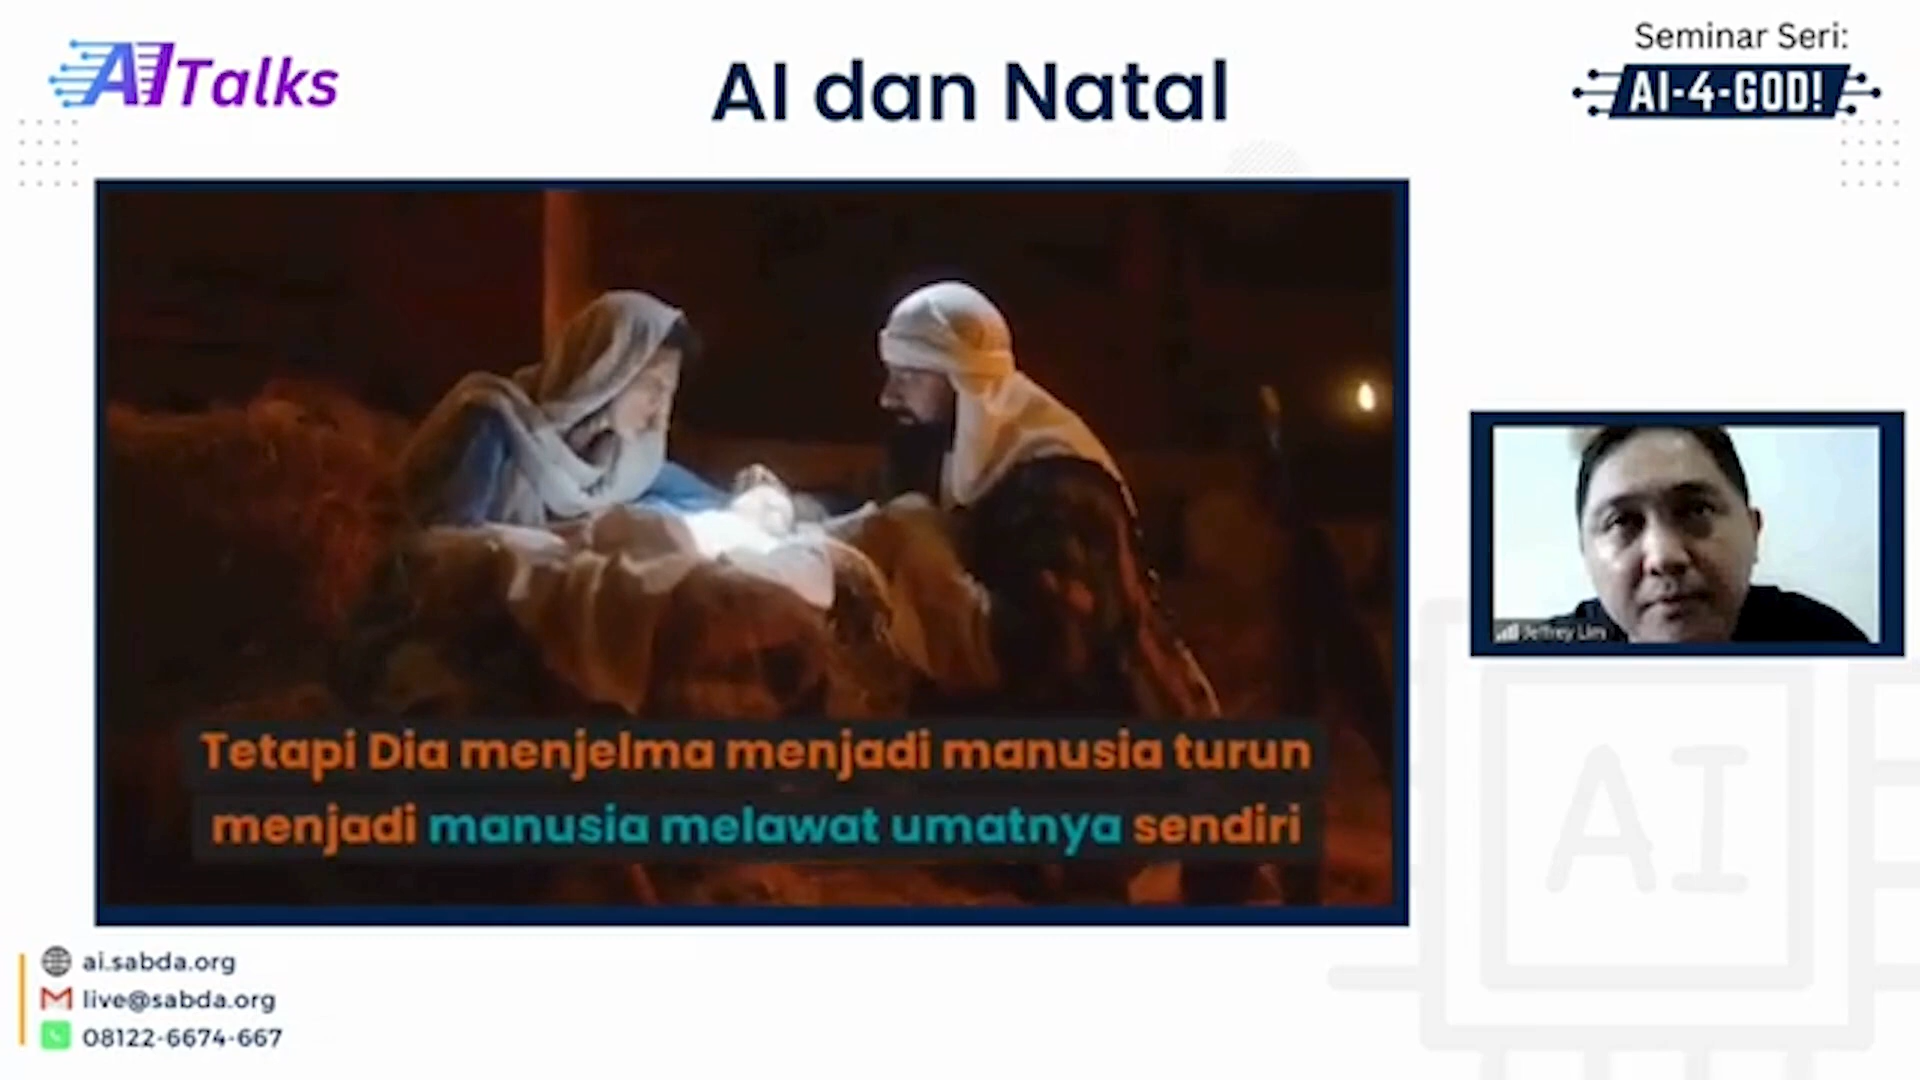 AI Talks
AI dan Natal
Seminar Seri:
AI-4-GOD!
Tetapi Dia menjelma menjadi manusia turun
menjadi manusia melawat umatnya sendiri
Jeffrey Lim
AI
ai.sabda.org
live@sabda.org
08122-6674-667